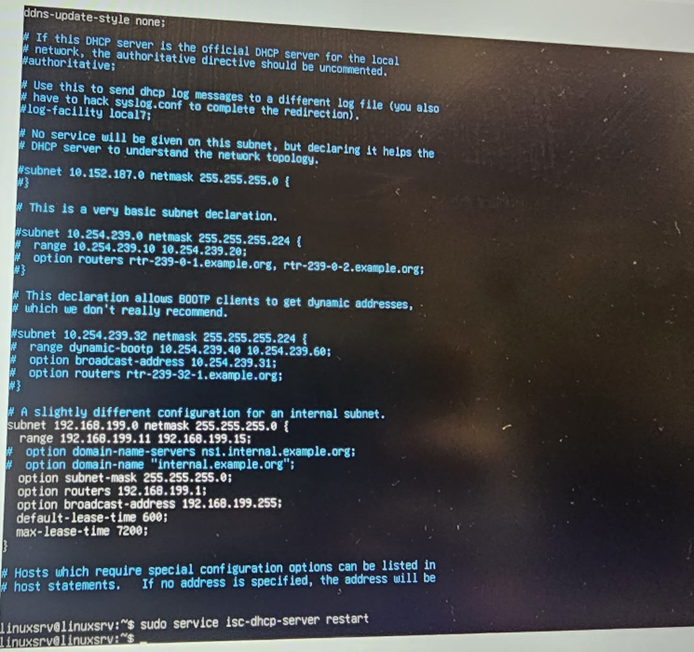 ddns-update-style none;
# If this DHCP server is the official DHCP server for the local
# network, the authoritative directive should be uncommented.
#authoritative;
# Use this to send dhcp log messages to a different log file (you also
# have to hack syslog.conf to complete the redirection).
#log-facility local7;
# No service will be given on this subnet, but declaring it helps the
# DHCP server to understand the network topology.
#subnet 10.152.187.0 netmask 255.255.255.0 {
#}
# This is a very basic subnet declaration.
#subnet 10.254.239.0 netmask 255.255.255.224 {
#  range 10.254.239.10 10.254.239.20;
#  option routers rtr-239-0-1.example.org, rtr-239-0-2.example.org;
#}
# This declaration allows BOOTP clients to get dynamic addresses,
# which we don't really recommend.
#subnet 10.254.239.32 netmask 255.255.255.224 {
#  range dynamic-bootp 10.254.239.40 10.254.239.60;
#  option broadcast-address 10.254.239.31;
#  option routers rtr-239-32-1.example.org;
#}
# A slightly different configuration for an internal subnet.
subnet 192.168.199.0 netmask 255.255.255.0 {
  range 192.168.199.11 192.168.199.15;
#  option domain-name-servers ns1.internal.example.org;
#  option domain-name "internal.example.org";
  option subnet-mask 255.255.255.0;
  option routers 192.168.199.1;
  option broadcast-address 192.168.199.255;
  default-lease-time 600;
  max-lease-time 7200;
}
# Hosts which require special configuration options can be listed in
# host statements.   If no address is specified, the address will be
linuxsrv@linuxsrv:~$ sudo service isc-dhcp-server restart
linuxsrv@linuxsrv:~$ _